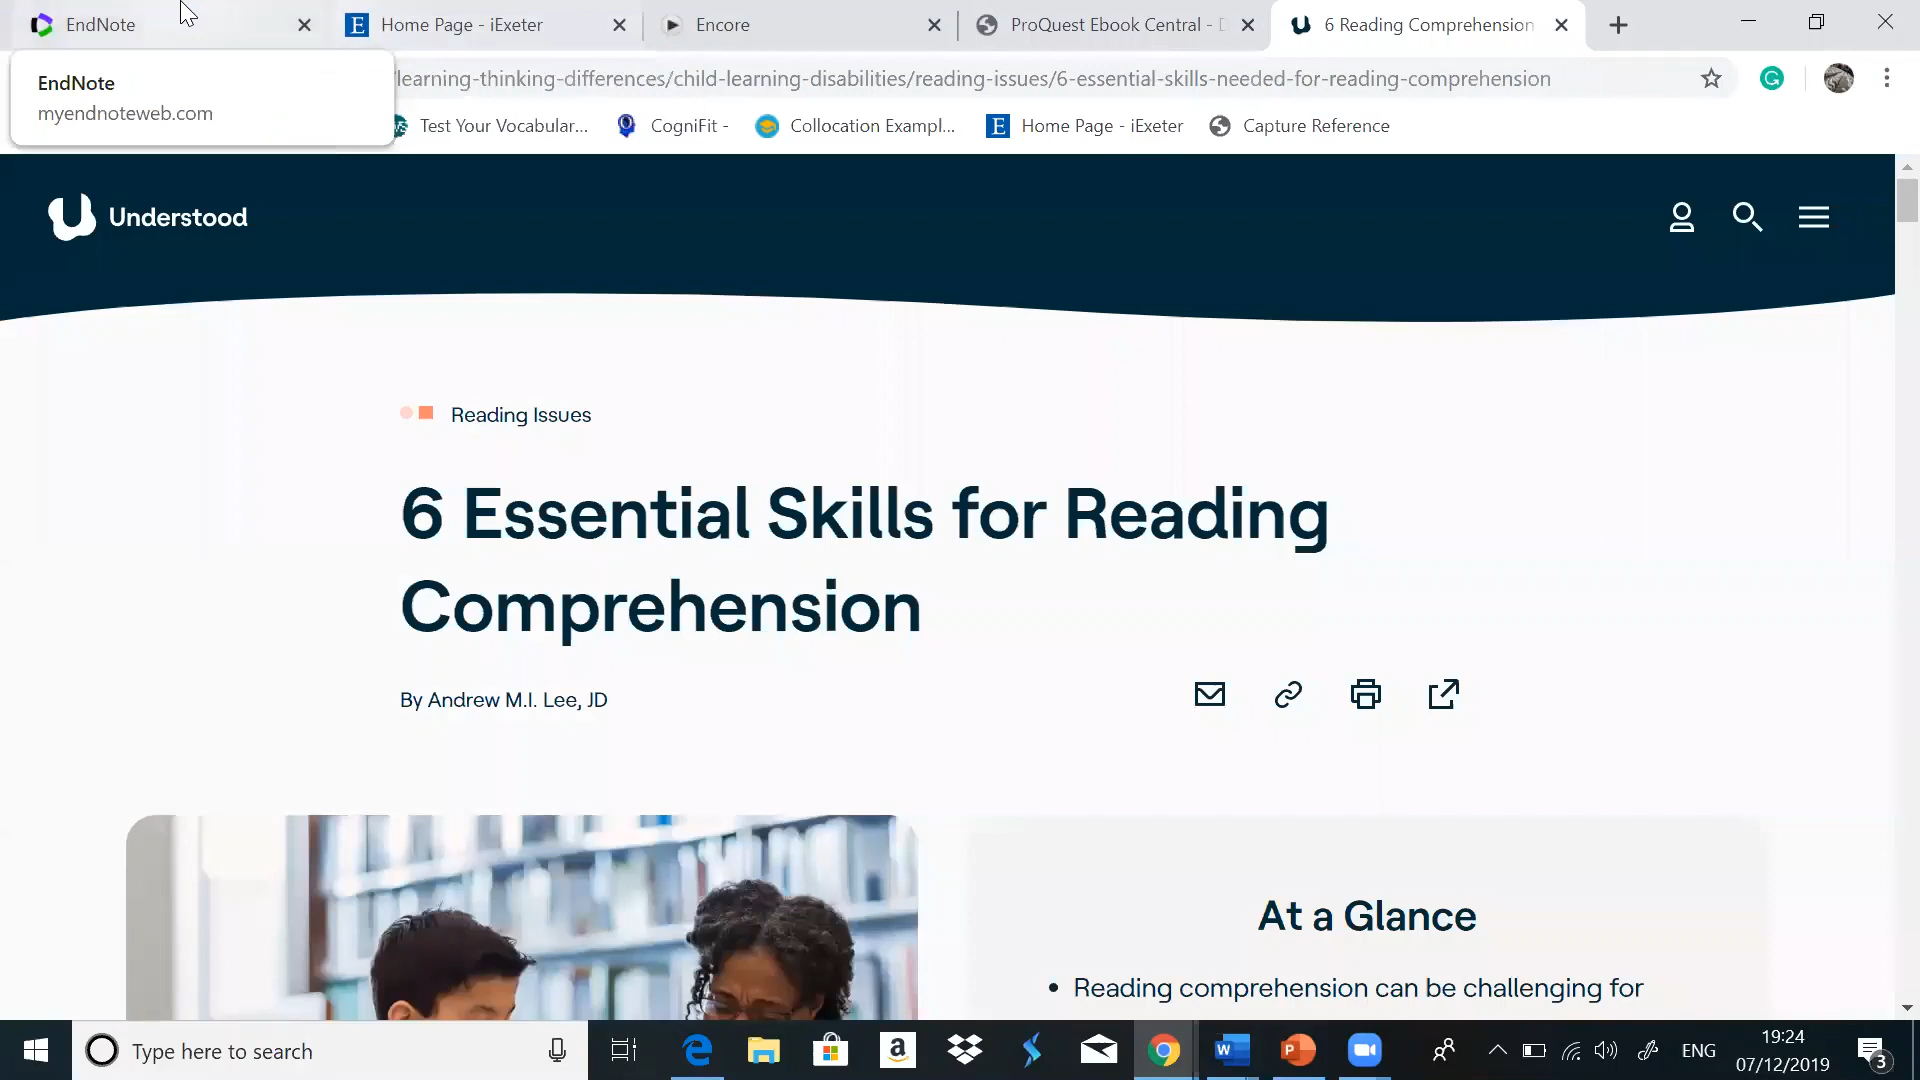 EndNote
Home Page - iExeter
Encore
ProQuest Ebook Central -
6 Reading Comprehension
EndNote
myendnoteweb.com
learning-thinking-differences/child-learning-disabilities/reading-issues/6-essential-skills-needed-for-reading-comprehension
Test Your Vocabular...
CogniFit -
Collocation Exampl...
Home Page - iExeter
Capture Reference
Understood
Reading Issues
6 Essential Skills for Reading
Comprehension
By Andrew M.I. Lee, JD
At a Glance
• Reading comprehension can be challenging for
Type here to search
ENG
19:24
07/12/2019
3